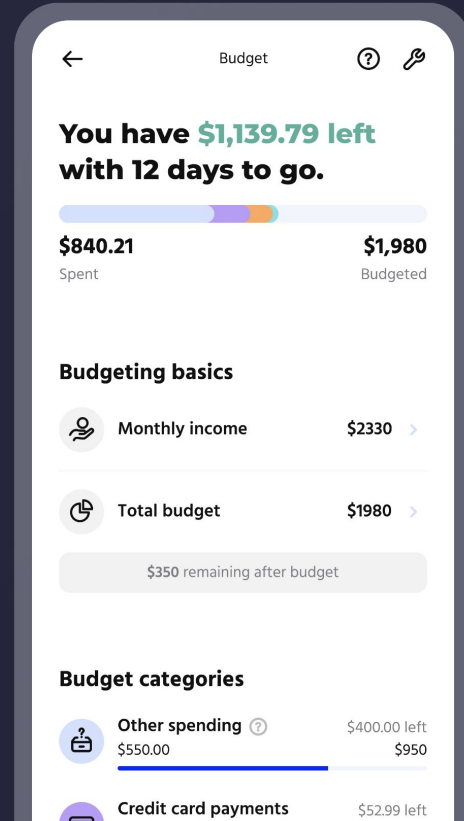 Budget
You have $1,139.79 left
with 12 days to go.
$840.21 $1,980
Spent Budgeted
Budgeting basics
Monthly income $2330
Total budget $1980
$350 remaining after budget
Budget categories
Other spending ? $400.00 left
$550.00 $950
Credit card payments $52.99 left